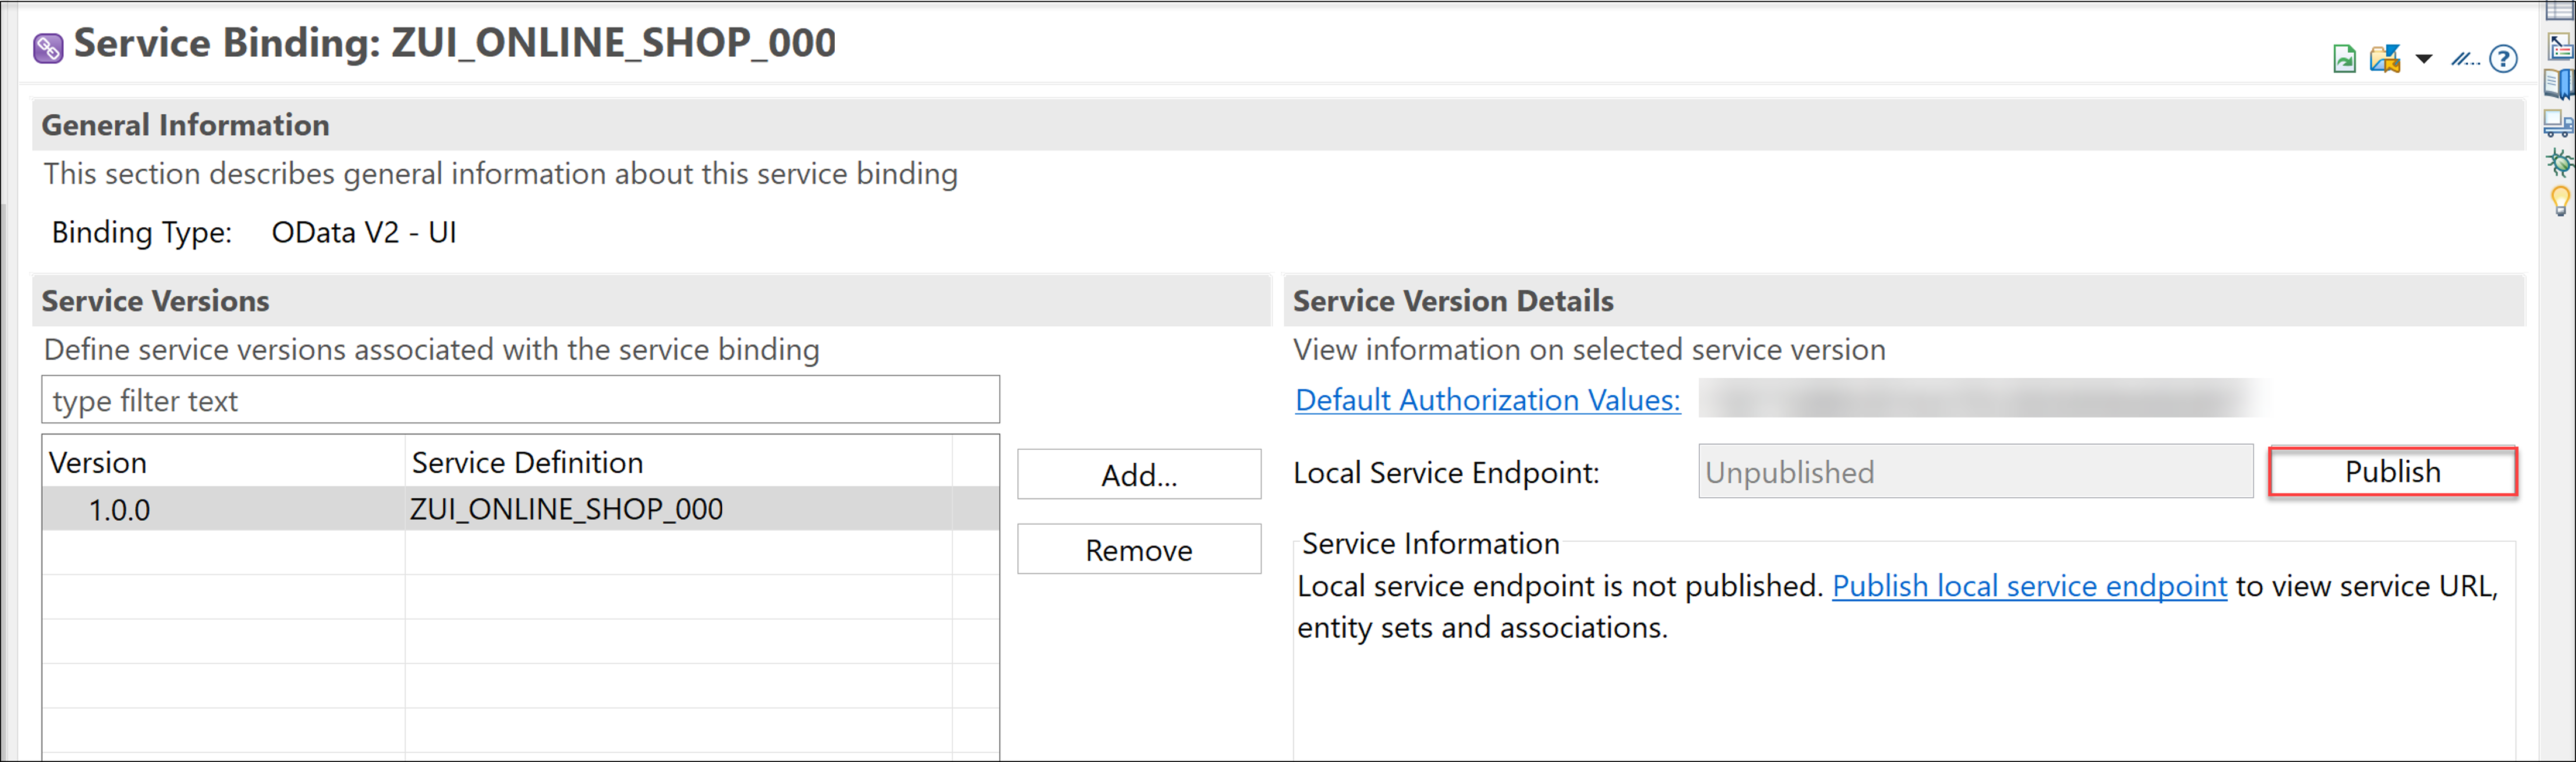 Service Binding: ZUI_ONLINE_SHOP_000
General Information
This section describes general information about this service binding
Binding Type: OData V2 - UI
Service Versions
Define service versions associated with the service binding
type filter text
Version Service Definition
1.0.0 ZUI_ONLINE_SHOP_000
Add...
Remove
Service Version Details
View information on selected service version
Default Authorization Values:
Local Service Endpoint: Unpublished Publish
Service Information
Local service endpoint is not published. Publish local service endpoint to view service URL,
entity sets and associations.